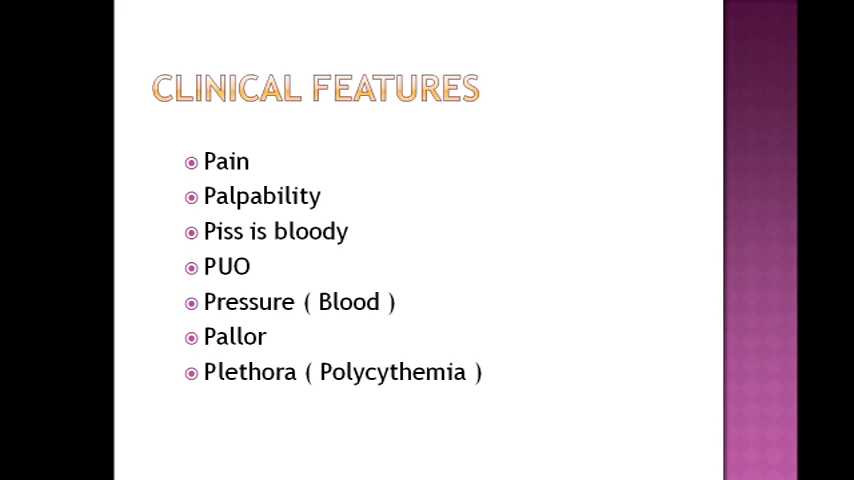 CLINICAL FEATURES
Pain
Palpability
Piss is bloody
PUO
Pressure ( Blood )
Pallor
Plethora ( Polycythemia )